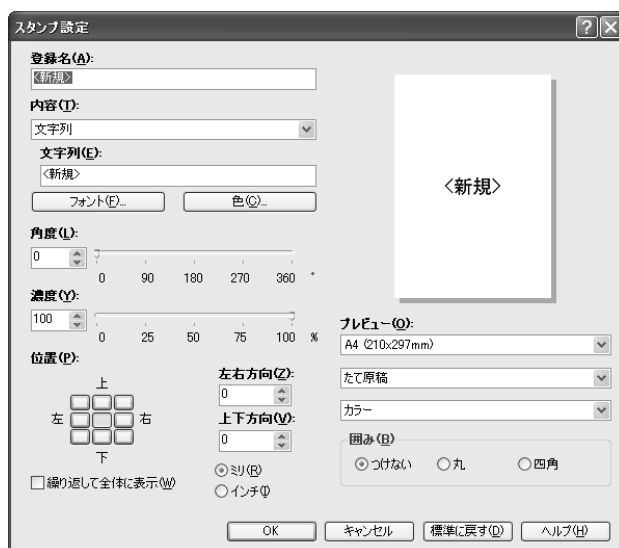 スタンプ設定
登録名(A):
<新規>
内容(T):
文字列
文字列(E):
<新規>
フォント(F)...
色(C)...
角度(L):
0
0 90 180 270 360 °
濃度(Y):
100
0 25 50 75 100 %
位置(P):
上
左 右
下
繰り返して全体に表示(W)
左右方向(Z):
0
上下方向(V):
0
ミリ(R)
インチ(I)
<新規>
プレビュー(O):
A4 (210x297mm)
たて原稿
カラー
囲み(B)
つけない 丸 四角
OK キャンセル 標準に戻す(D) ヘルプ(H)